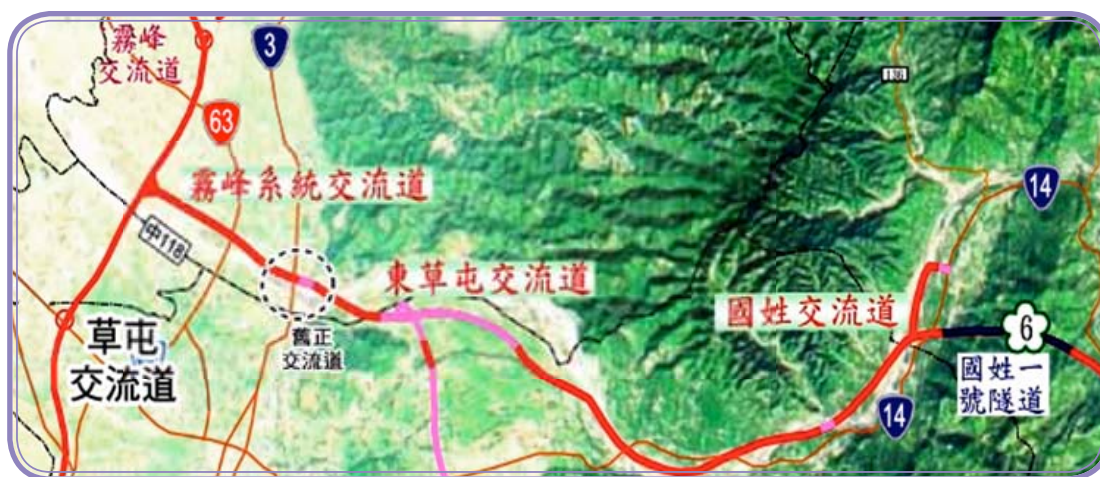 霧峰
交流道
3
63
136
霧峰系統交流道
14
中118
東草屯交流道
國姓交流道
舊正
交流道
草屯
交流道
6
國姓一
號隧道
14